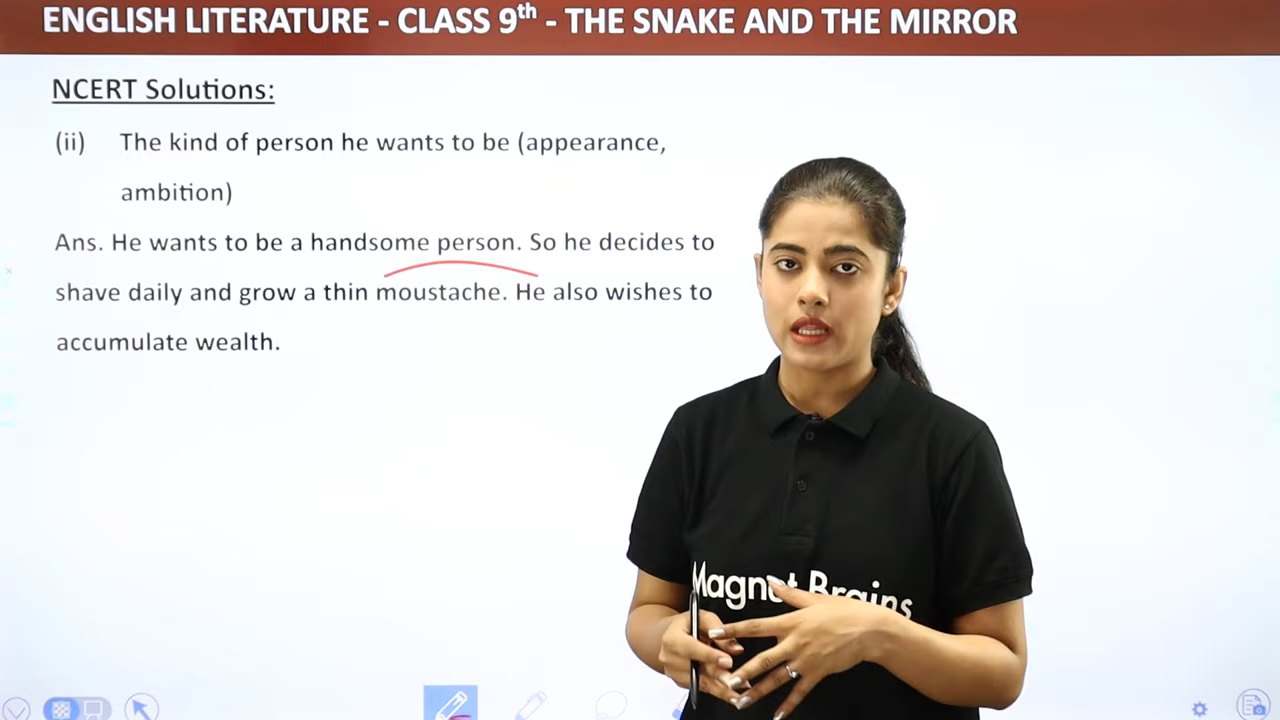 ENGLISH LITERATURE - CLASS 9th - THE SNAKE AND THE MIRROR
NCERT Solutions:
(ii) The kind of person he wants to be (appearance,
ambition)
Ans. He wants to be a handsome person. So he decides to
shave daily and grow a thin moustache. He also wishes to
accumulate wealth.
Magnet Brains